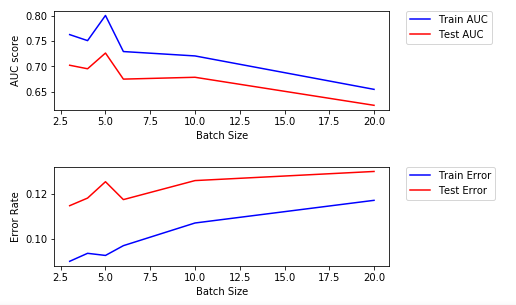 0.80
0.75
0.70
0.65
AUC score
2.5 5.0 7.5 10.0 12.5 15.0 17.5 20.0
Batch Size
Train AUC
Test AUC
0.12
0.10
Error Rate
2.5 5.0 7.5 10.0 12.5 15.0 17.5 20.0
Batch Size
Train Error
Test Error